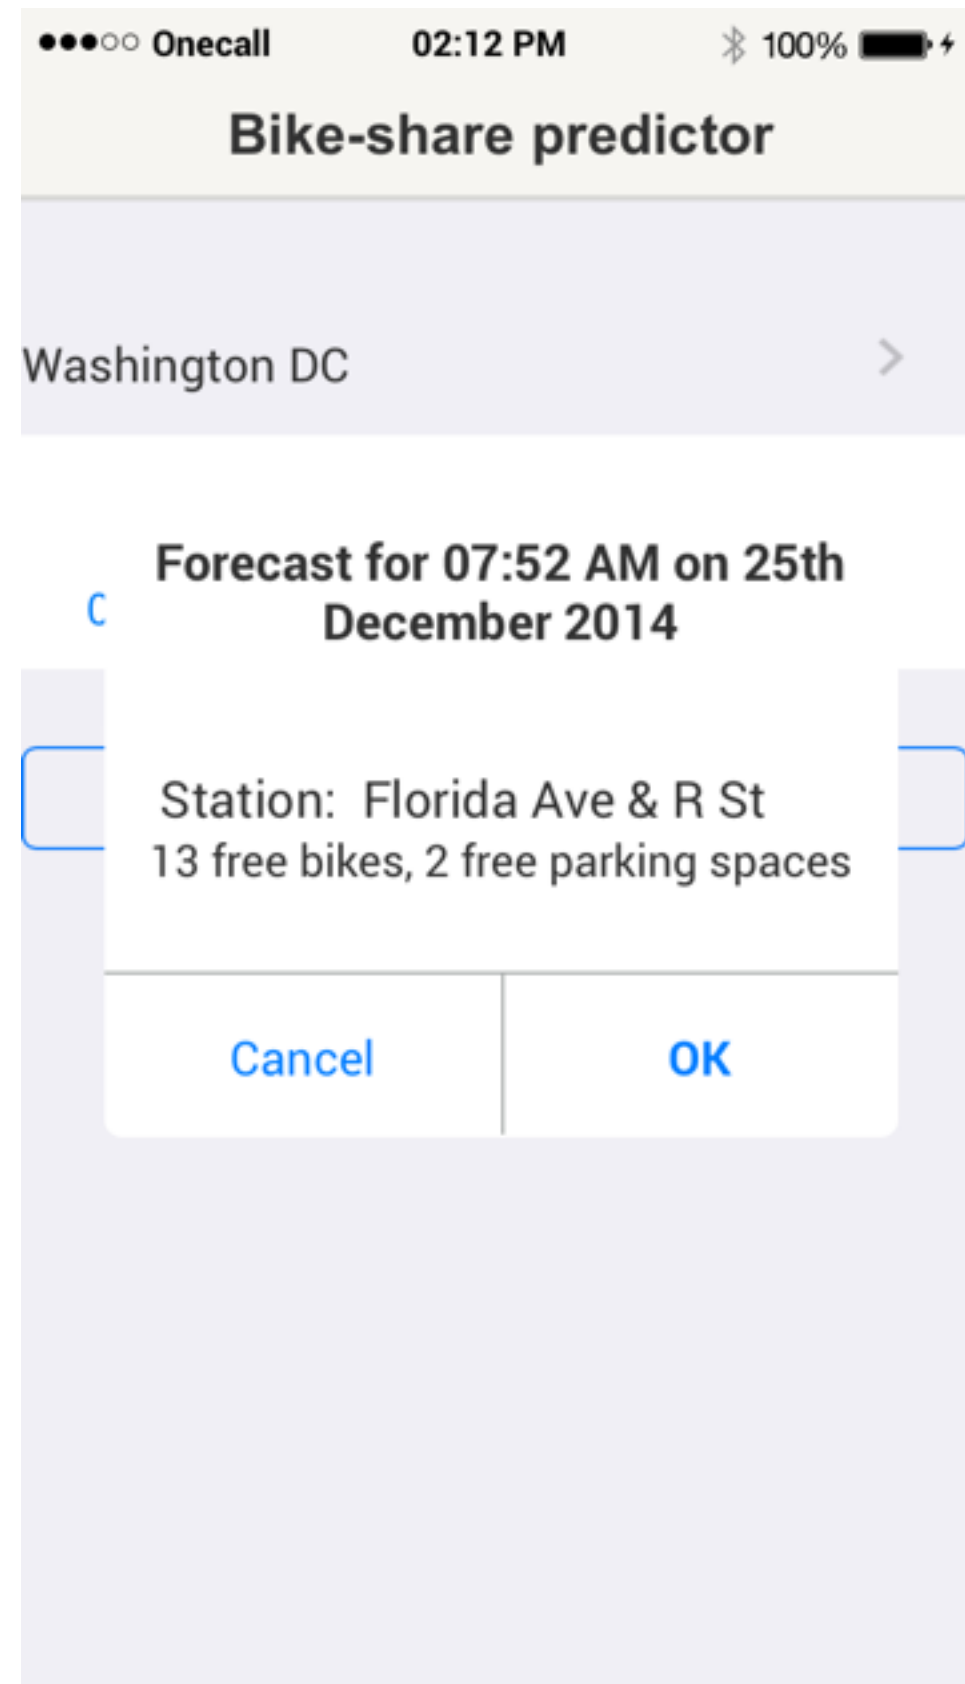 Onecall 02:12 PM 100%
Bike-share predictor
Washington DC
Forecast for 07:52 AM on 25th
December 2014
Station: Florida Ave & R St
13 free bikes, 2 free parking spaces
Cancel OK